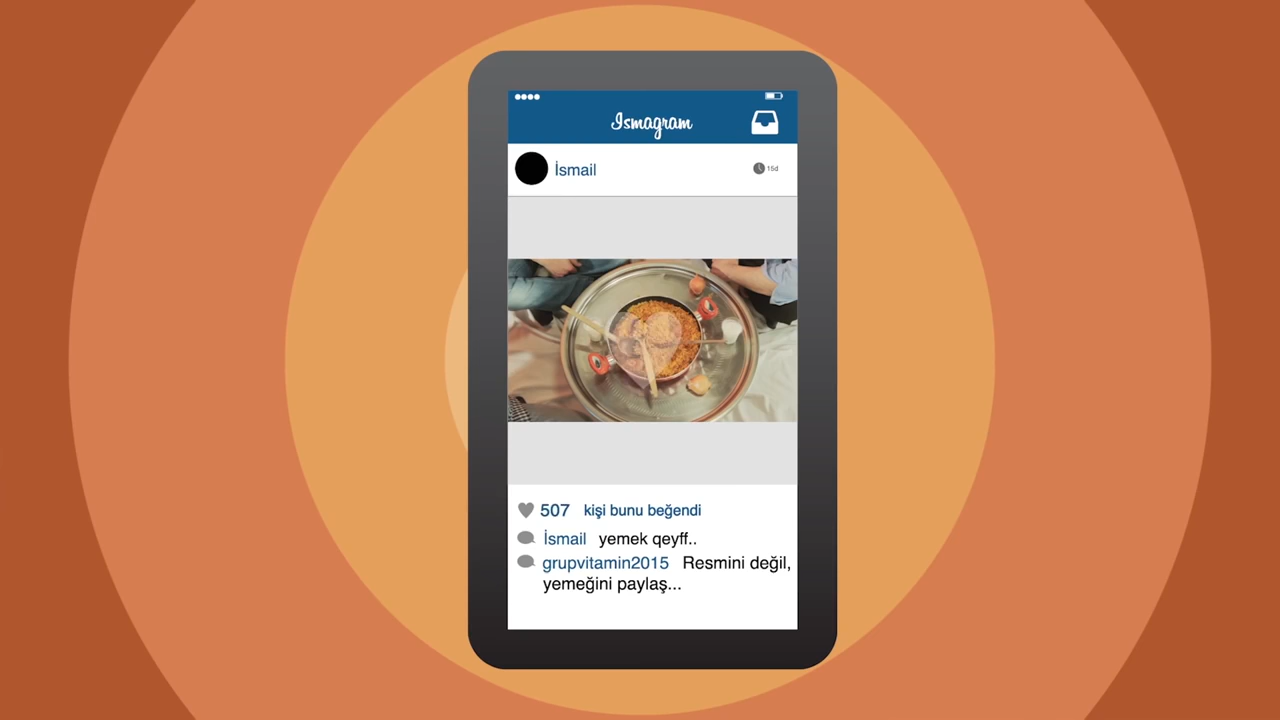 Ismagram
İsmail
15d
507 kişi bunu beğendi
İsmail yemek qeyff..
grupvitamin2015 Resmini değil,
yemeğini paylaş...